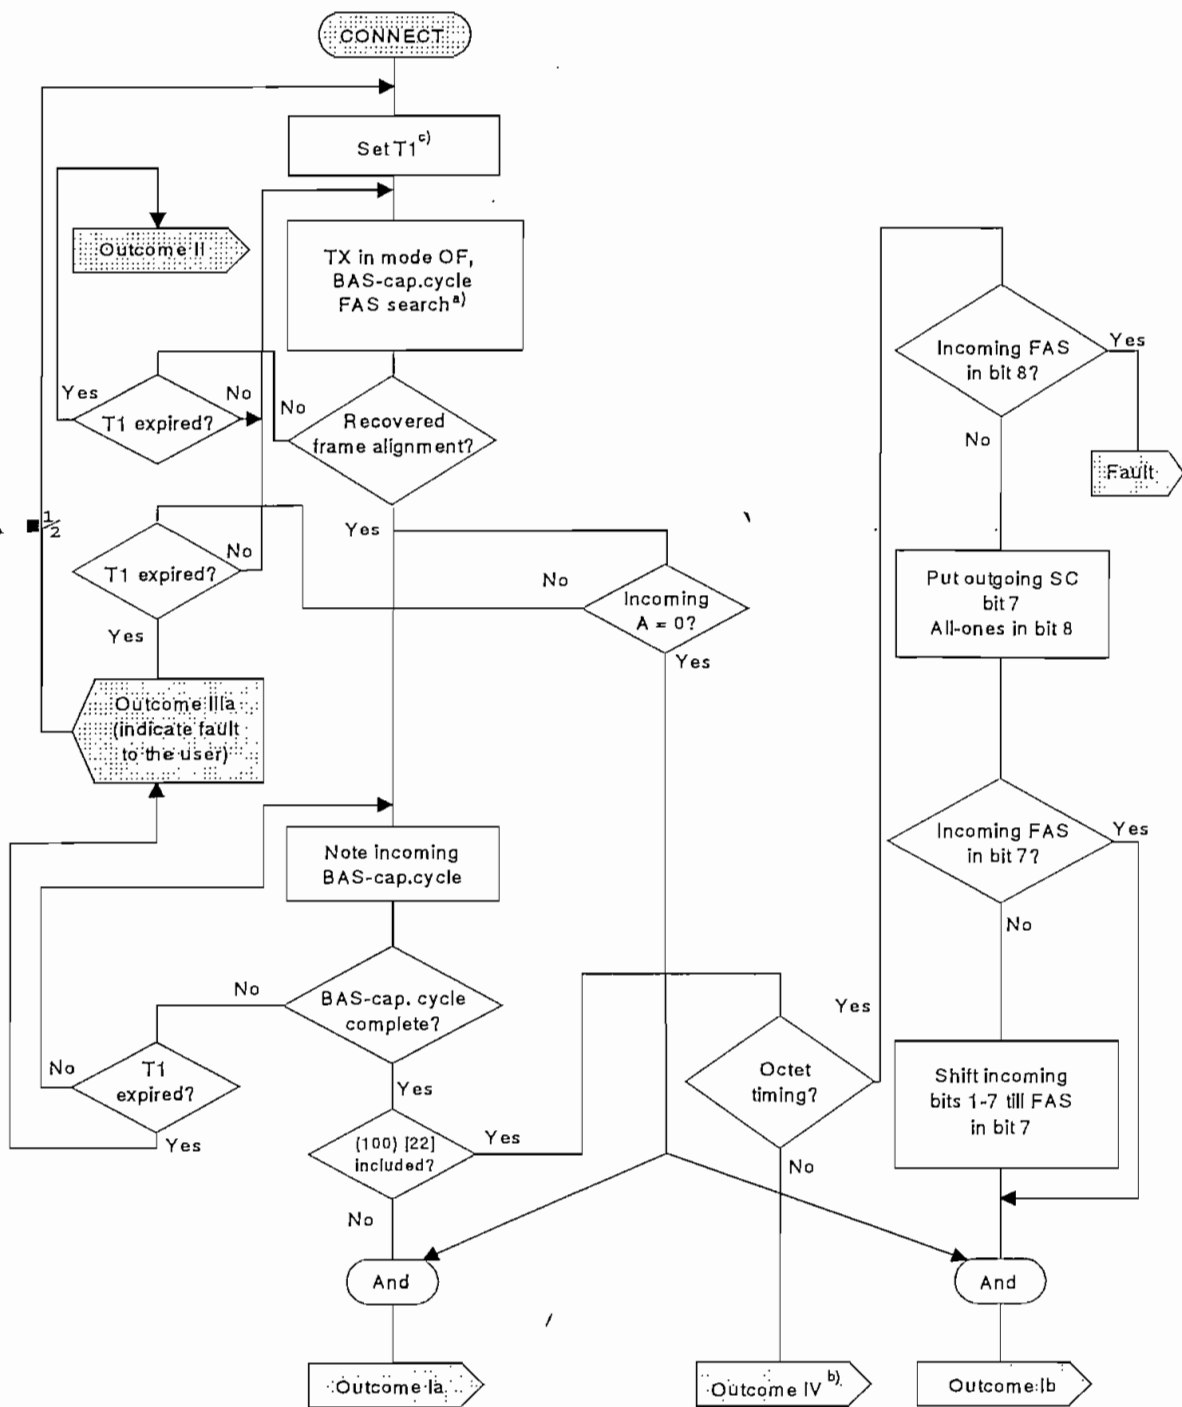 CONNECT
Set T1 c)
Outcome II
TX in mode OF,
BAS-cap.cycle
FAS search a)
Incoming FAS
in bit 8?
Yes
No
Fault
Yes
T1 expired?
No
No
Recovered
frame alignment?
Yes
1/2
T1 expired?
No
Yes
No
Incoming
A = 0?
Yes
Put outgoing SC
bit 7
All-ones in bit 8
Outcome IIIa
(indicate fault
to the user)
Incoming FAS
in bit 7?
Yes
No
Note incoming
BAS-cap.cycle
No
BAS-cap. cycle
complete?
Yes
No
T1
expired?
Yes
(100) [22]
included?
Yes
No
Octet
timing?
Yes
No
Shift incoming
bits 1-7 till FAS
in bit 7
And
And
Outcome Ia
Outcome IV b)
Outcome Ib